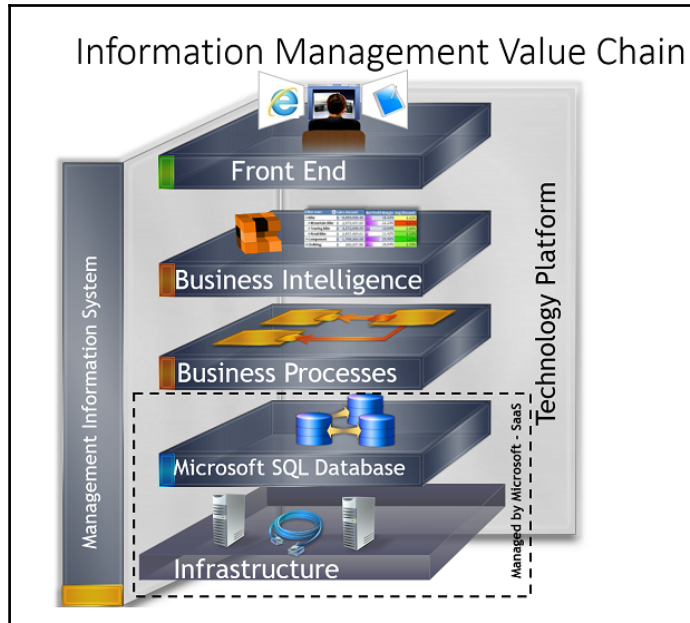 Information Management Value Chain
Front End
Business Intelligence
Business Processes
Microsoft SQL Database
Infrastructure
Management Information System
Technology Platform
Managed by Microsoft - SaaS